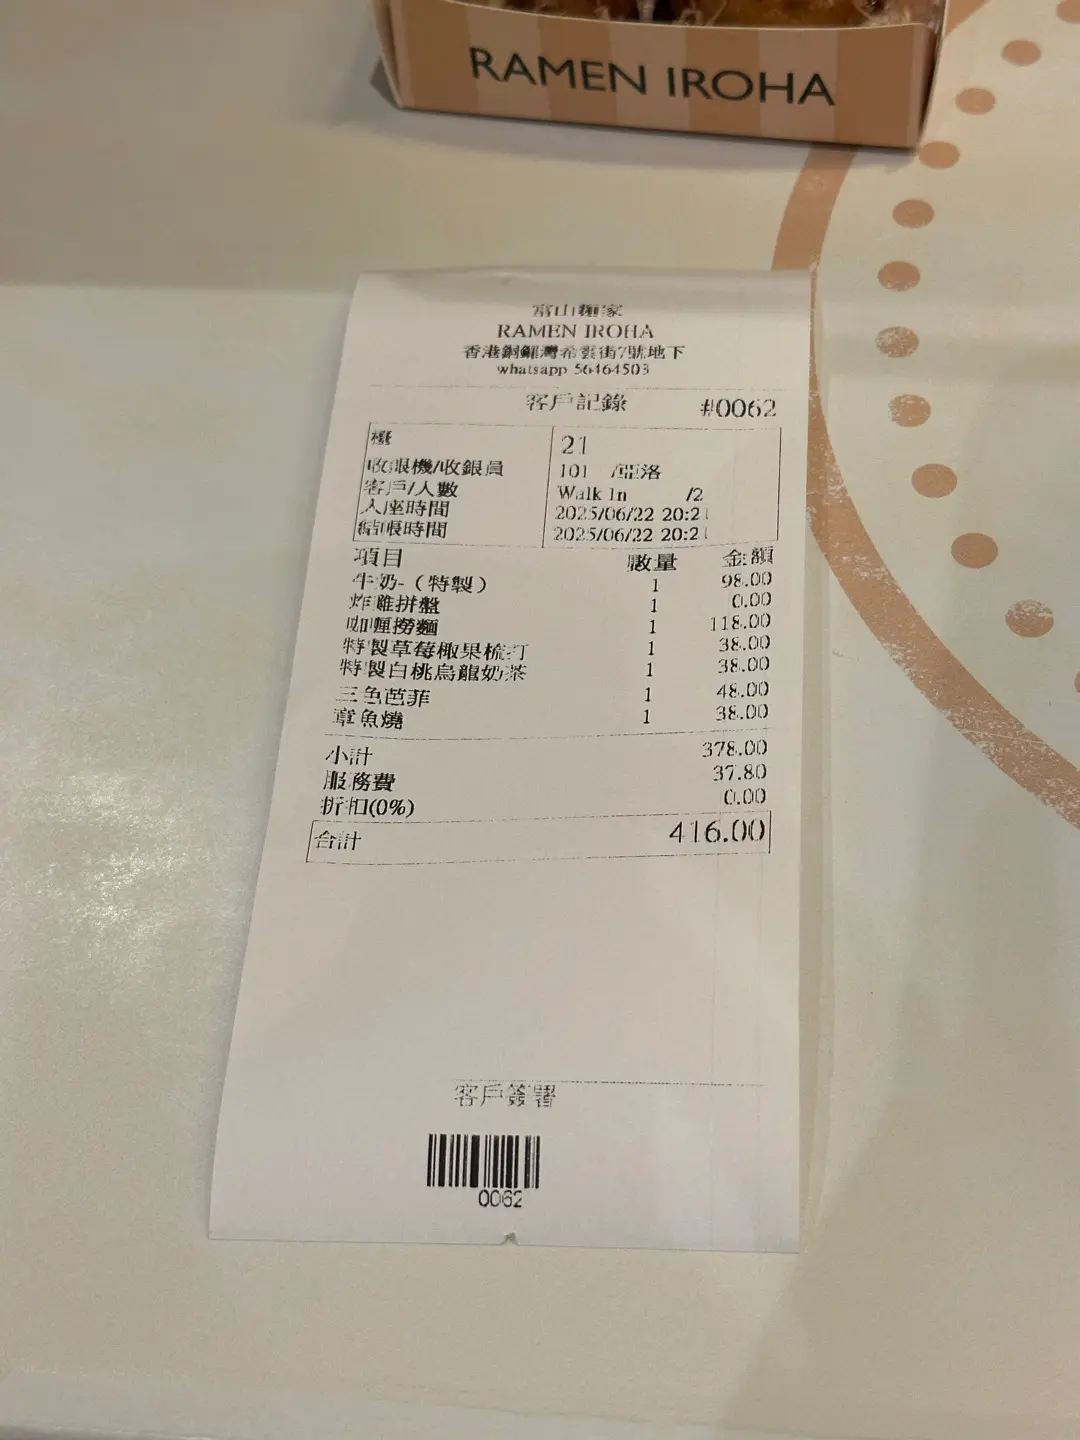 RAMEN IROHA
富山麵家
RAMEN IROHA
香港銅鑼灣希雲街7號地下
whatsapp 56464503
客戶記錄 #0062
檯 21
收銀機/收銀員 101 /亞洛
客戶/人數 Walk In /2
入座時間 2025/06/22 20:21
結帳時間 2025/06/22 20:21
項目 數量 金額
牛奶-(特製) 1 98.00
炸雞拼盤 1 0.00
咖喱撈麵 1 118.00
特製草莓椰果梳打 1 38.00
特製白桃烏龍奶茶 1 38.00
三色芭菲 1 48.00
章魚燒 1 38.00
小計 378.00
服務費 37.80
折扣(0%) 0.00
合計 416.00
客戶簽署
0062